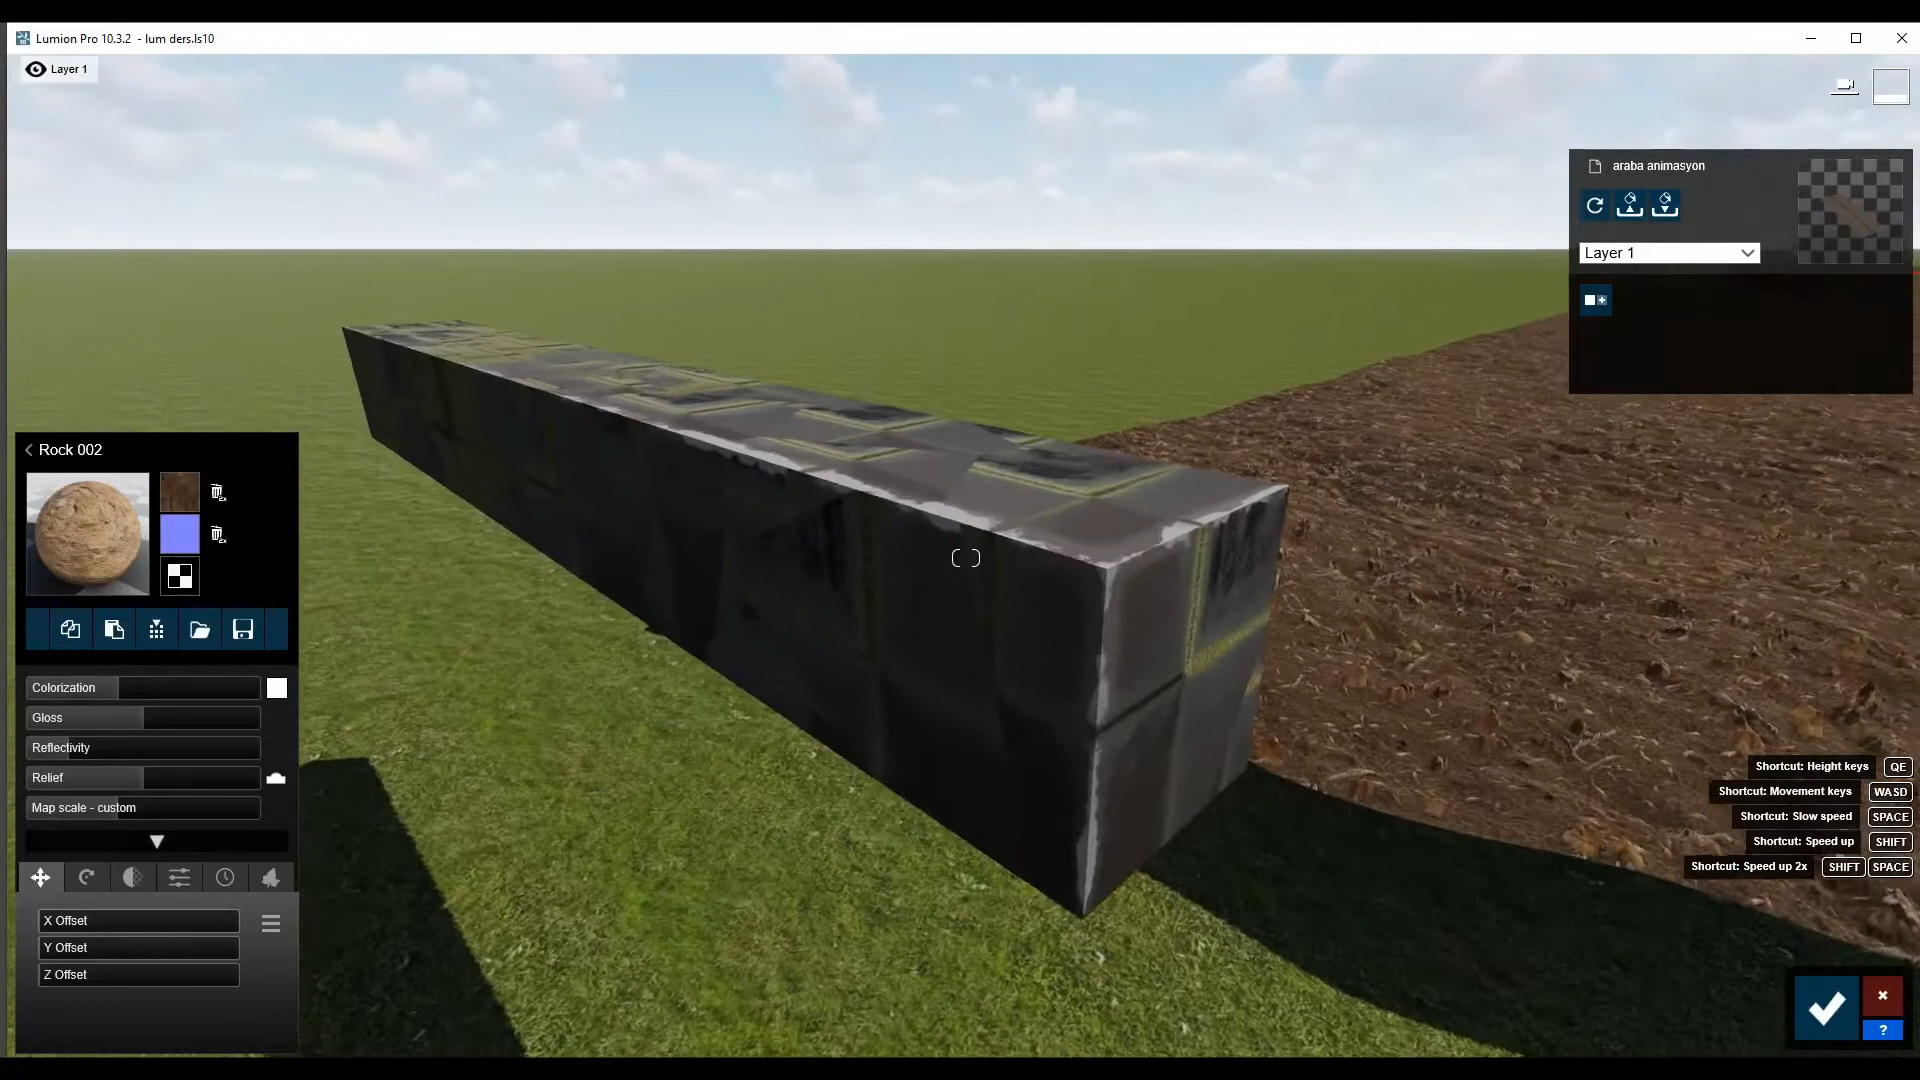 Lumion Pro 10.3.2 - lum ders.ls10
Layer 1
araba animasyon
Layer 1
Rock 002
Colorization
Gloss
Reflectivity
Relief
Map scale - custom
X Offset
Y Offset
Z Offset
Shortcut: Height keys QE
Shortcut: Movement keys WASD
Shortcut: Slow speed SPACE
Shortcut: Speed up SHIFT
Shortcut: Speed up 2x SHIFT SPACE
?